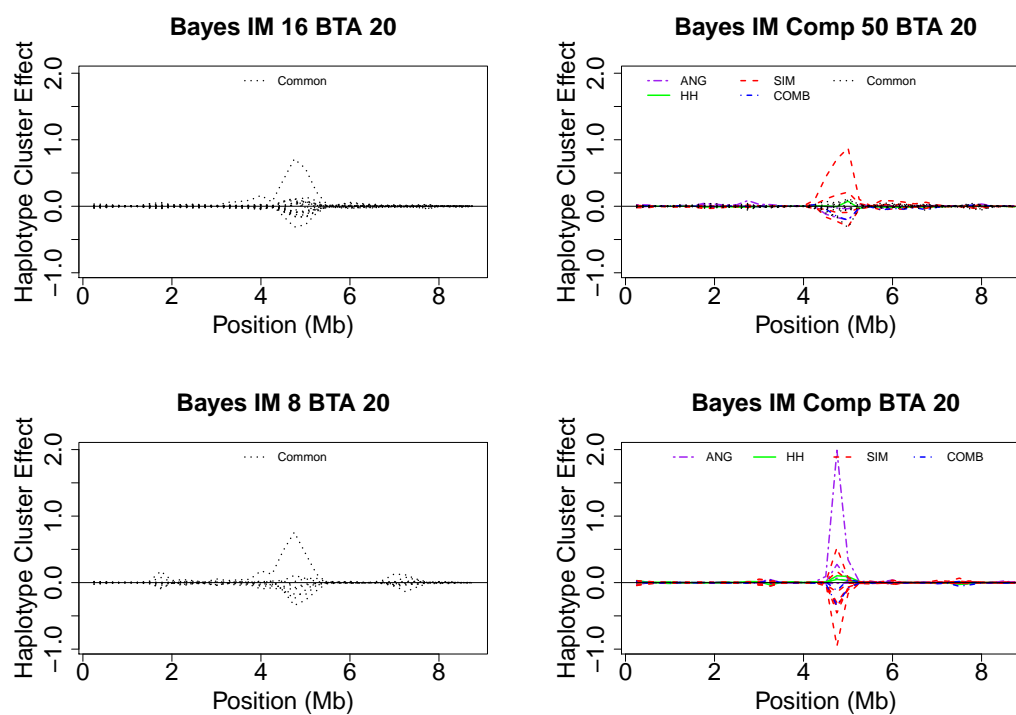 Bayes IM 16 BTA 20
Haplotype Cluster Effect
2.0
1.0
0.0
−1.0
Common
0 2 4 6 8
Position (Mb)
Bayes IM Comp 50 BTA 20
Haplotype Cluster Effect
2.0
1.0
0.0
−1.0
ANG SIM Common
HH COMB
0 2 4 6 8
Position (Mb)
Bayes IM 8 BTA 20
Haplotype Cluster Effect
2.0
1.0
0.0
−1.0
Common
0 2 4 6 8
Position (Mb)
Bayes IM Comp BTA 20
Haplotype Cluster Effect
2.0
1.0
0.0
−1.0
ANG HH SIM COMB
0 2 4 6 8
Position (Mb)